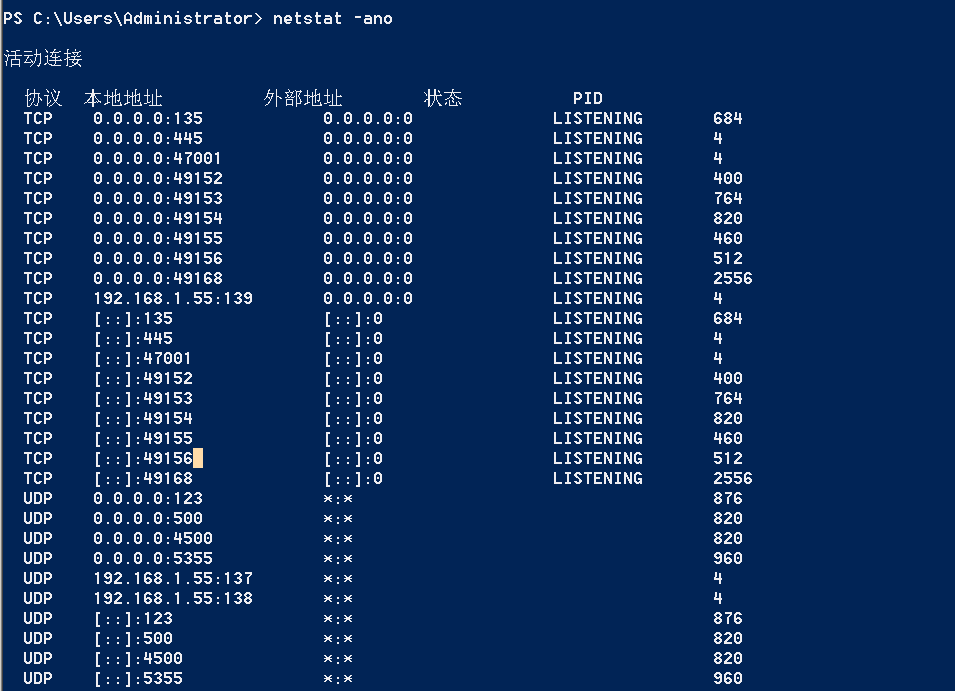 PS C:\Users\Administrator> netstat -ano
活动连接
协议 本地地址 外部地址 状态 PID
TCP 0.0.0.0:135 0.0.0.0:0 LISTENING 684
TCP 0.0.0.0:445 0.0.0.0:0 LISTENING 4
TCP 0.0.0.0:47001 0.0.0.0:0 LISTENING 4
TCP 0.0.0.0:49152 0.0.0.0:0 LISTENING 400
TCP 0.0.0.0:49153 0.0.0.0:0 LISTENING 764
TCP 0.0.0.0:49154 0.0.0.0:0 LISTENING 820
TCP 0.0.0.0:49155 0.0.0.0:0 LISTENING 460
TCP 0.0.0.0:49156 0.0.0.0:0 LISTENING 512
TCP 0.0.0.0:49168 0.0.0.0:0 LISTENING 2556
TCP 192.168.1.55:139 0.0.0.0:0 LISTENING 4
TCP [::]:135 [::]:0 LISTENING 684
TCP [::]:445 [::]:0 LISTENING 4
TCP [::]:47001 [::]:0 LISTENING 4
TCP [::]:49152 [::]:0 LISTENING 400
TCP [::]:49153 [::]:0 LISTENING 764
TCP [::]:49154 [::]:0 LISTENING 820
TCP [::]:49155 [::]:0 LISTENING 460
TCP [::]:49156 [::]:0 LISTENING 512
TCP [::]:49168 [::]:0 LISTENING 2556
UDP 0.0.0.0:123 *:* 876
UDP 0.0.0.0:500 *:* 820
UDP 0.0.0.0:4500 *:* 820
UDP 0.0.0.0:5355 *:* 960
UDP 192.168.1.55:137 *:* 4
UDP 192.168.1.55:138 *:* 4
UDP [::]:123 *:* 876
UDP [::]:500 *:* 820
UDP [::]:4500 *:* 820
UDP [::]:5355 *:* 960